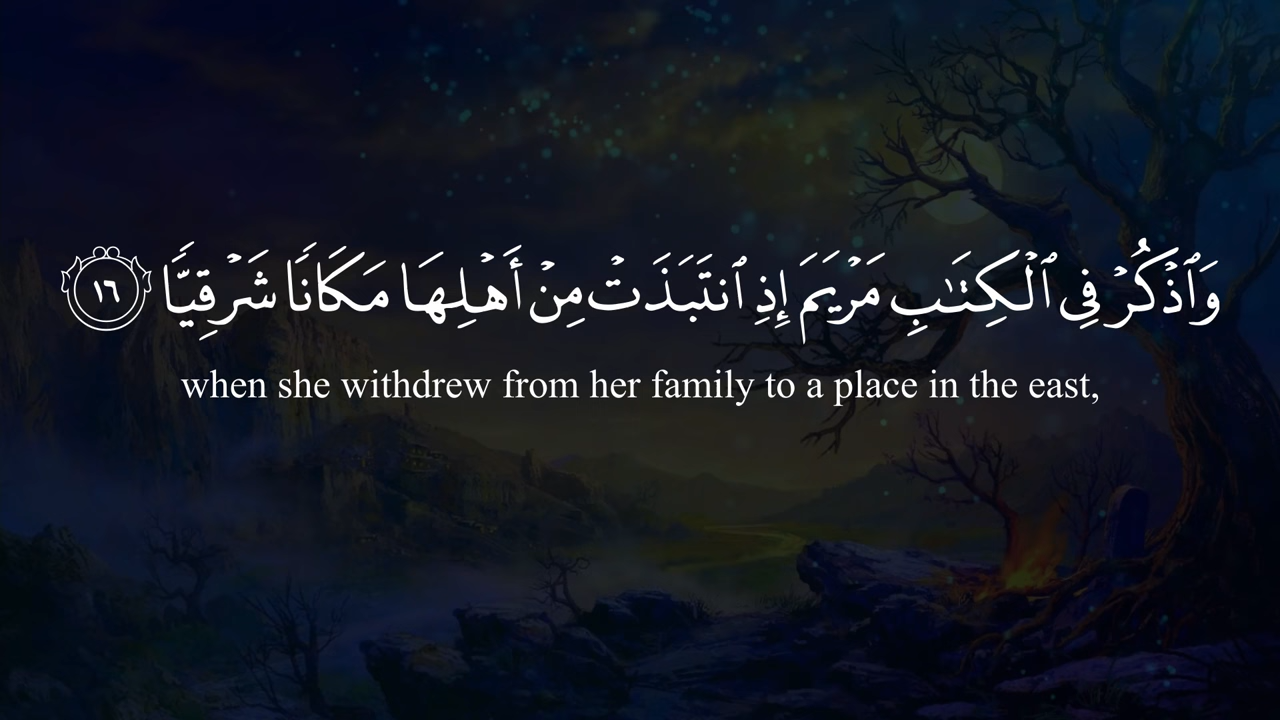 وَٱذْكُرْ فِى ٱلْكِتَـٰبِ مَرْيَمَ إِذِ ٱنتَبَذَتْ مِنْ أَهْلِهَا مَكَانًا شَرْقِيًّا ١٦
when she withdrew from her family to a place in the east,